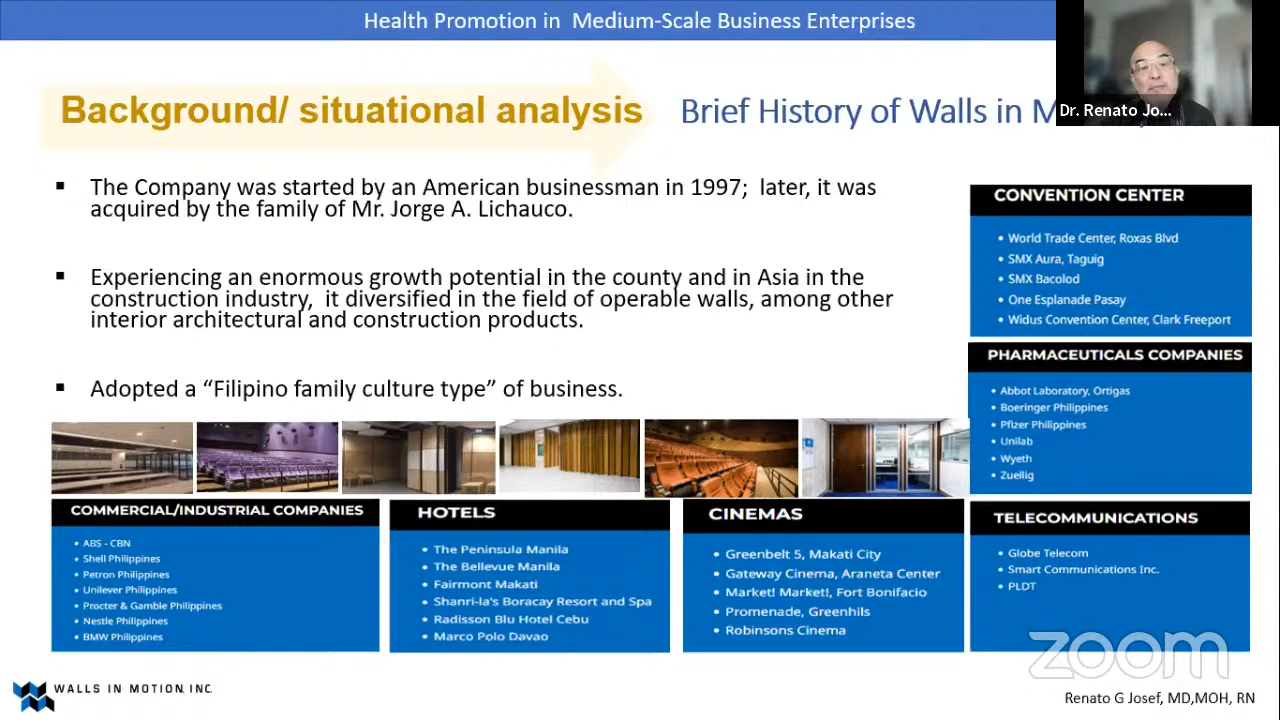 Health Promotion in Medium-Scale Business Enterprises
Background/ situational analysis
Brief History of Walls in
Dr. Renato Jo...
▪ The Company was started by an American businessman in 1997; later, it was
acquired by the family of Mr. Jorge A. Lichauco.
▪ Experiencing an enormous growth potential in the county and in Asia in the
construction industry, it diversified in the field of operable walls, among other
interior architectural and construction products.
▪ Adopted a “Filipino family culture type” of business.
CONVENTION CENTER
• World Trade Center, Roxas Blvd
• SMX Aura, Taguig
• SMX Bacolod
• One Esplanade Pasay
• Widus Convention Center, Clark Freeport
PHARMACEUTICALS COMPANIES
• Abbot Laboratory, Ortigas
• Boeringer Philippines
• Pfizer Philippines
• Unilab
• Wyeth
• Zuellig
COMMERCIAL/INDUSTRIAL COMPANIES
• ABS - CBN
• Shell Philippines
• Petron Philippines
• Unilever Philippines
• Procter & Gamble Philippines
• Nestle Philippines
• BMW Philippines
HOTELS
• The Peninsula Manila
• The Bellevue Manila
• Fairmont Makati
• Shanri-la's Boracay Resort and Spa
• Radisson Blu Hotel Cebu
• Marco Polo Davao
CINEMAS
• Greenbelt 5, Makati City
• Gateway Cinema, Araneta Center
• Market! Market!, Fort Bonifacio
• Promenade, Greenhils
• Robinsons Cinema
TELECOMMUNICATIONS
• Globe Telecom
• Smart Communications Inc.
• PLDT
zoom
WALLS IN MOTION, INC.
Renato G Josef, MD,MOH, RN